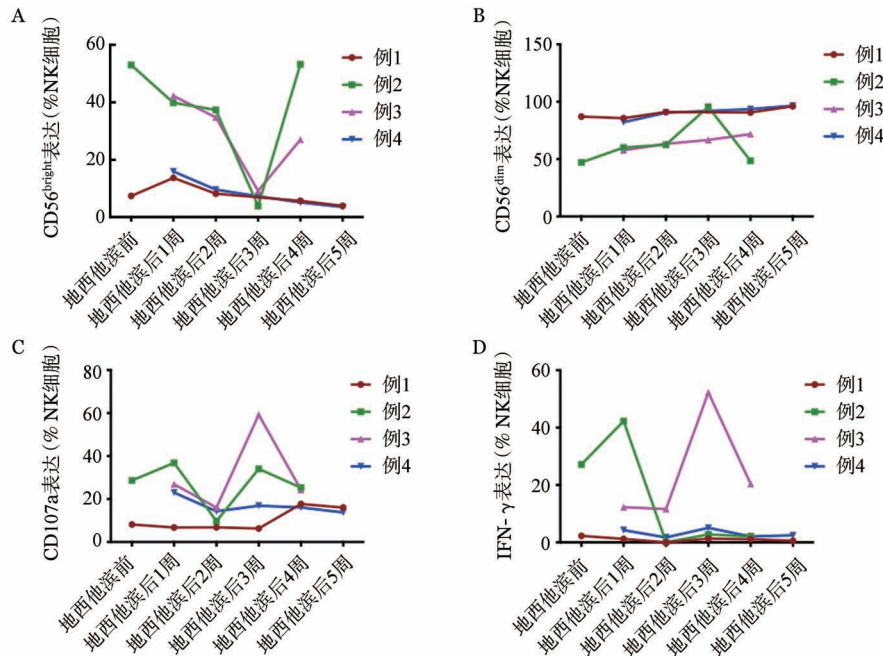 A
CD56bright表达(%NK细胞)
60
40
20
0
例1
例2
例3
例4
地西他滨前
地西他滨后1周
地西他滨后2周
地西他滨后3周
地西他滨后4周
地西他滨后5周
B
CD56dim表达(%NK细胞)
150
100
50
0
例1
例2
例3
例4
地西他滨前
地西他滨后1周
地西他滨后2周
地西他滨后3周
地西他滨后4周
地西他滨后5周
C
CD107a表达(% NK细胞)
80
60
40
20
0
例1
例2
例3
例4
地西他滨前
地西他滨后1周
地西他滨后2周
地西他滨后3周
地西他滨后4周
地西他滨后5周
D
IFN-γ表达(% NK细胞)
60
40
20
0
例1
例2
例3
例4
地西他滨前
地西他滨后1周
地西他滨后2周
地西他滨后3周
地西他滨后4周
地西他滨后5周